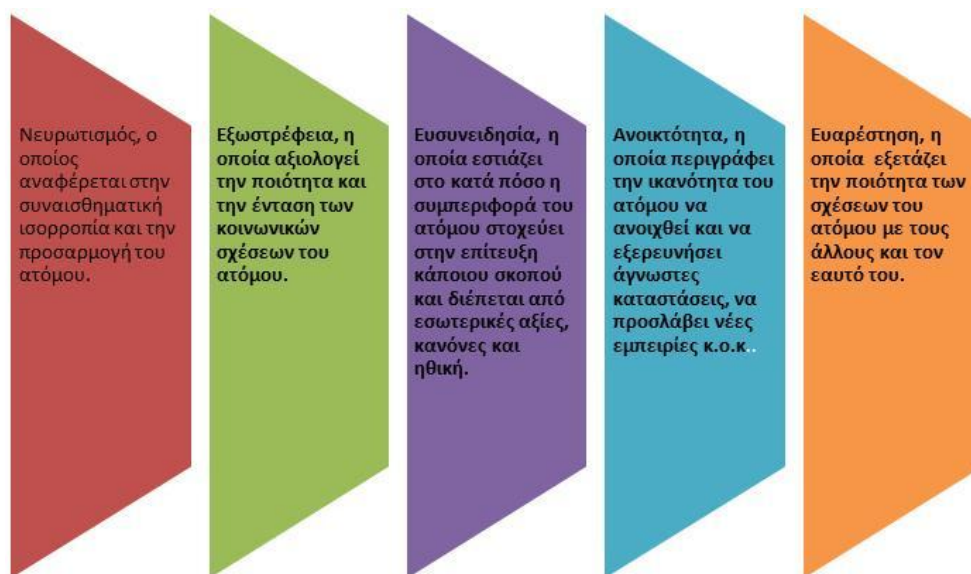 Νευρωτισμός, ο
οποίος
αναφέρεται στην
συναισθηματική
ισορροπία και την
προσαρμογή του
ατόμου.
Εξωστρέφεια, η
οποία αξιολογεί
την ποιότητα και
την ένταση των
κοινωνικών
σχέσεων του
ατόμου.
Ευσυνειδησία, η
οποία εστιάζει
στο κατά πόσο η
συμπεριφορά του
ατόμου στοχεύει
στην επίτευξη
κάποιου σκοπού
και διέπεται από
εσωτερικές αξίες,
κανόνες και
ηθική.
Ανοικτότητα, η
οποία περιγράφει
την ικανότητα του
ατόμου να
ανοιχθεί και να
εξερευνήσει
άγνωστες
καταστάσεις, να
προσλάβει νέες
εμπειρίες κ.ο.κ..
Ευαρέστηση, η
οποία εξετάζει
την ποιότητα των
σχέσεων του
ατόμου με τους
άλλους και τον
εαυτό του.